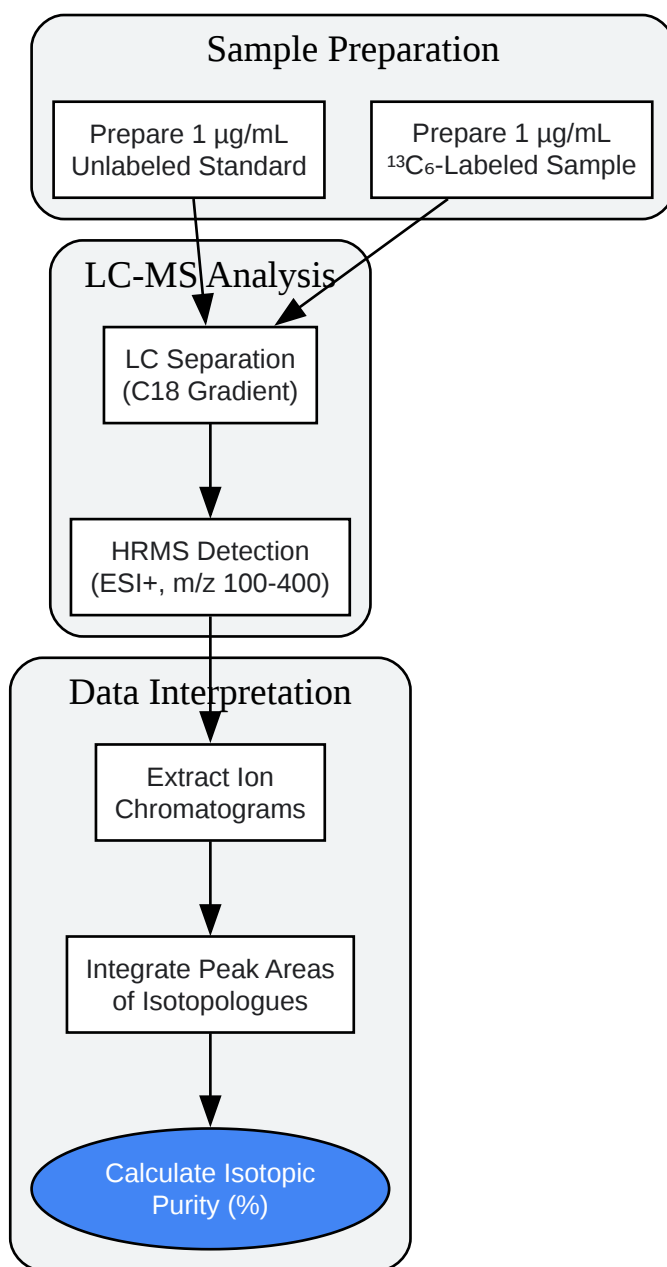 Sample Preparation
Prepare 1 µg/mL
Unlabeled Standard
Prepare 1 µg/mL
¹³C₆-Labeled Sample
LC-MS Analysis
LC Separation
(C18 Gradient)
HRMS Detection
(ESI+, m/z 100-400)
Data Interpretation
Extract Ion
Chromatograms
Integrate Peak Areas
of Isotopologues
Calculate Isotopic
Purity (%)